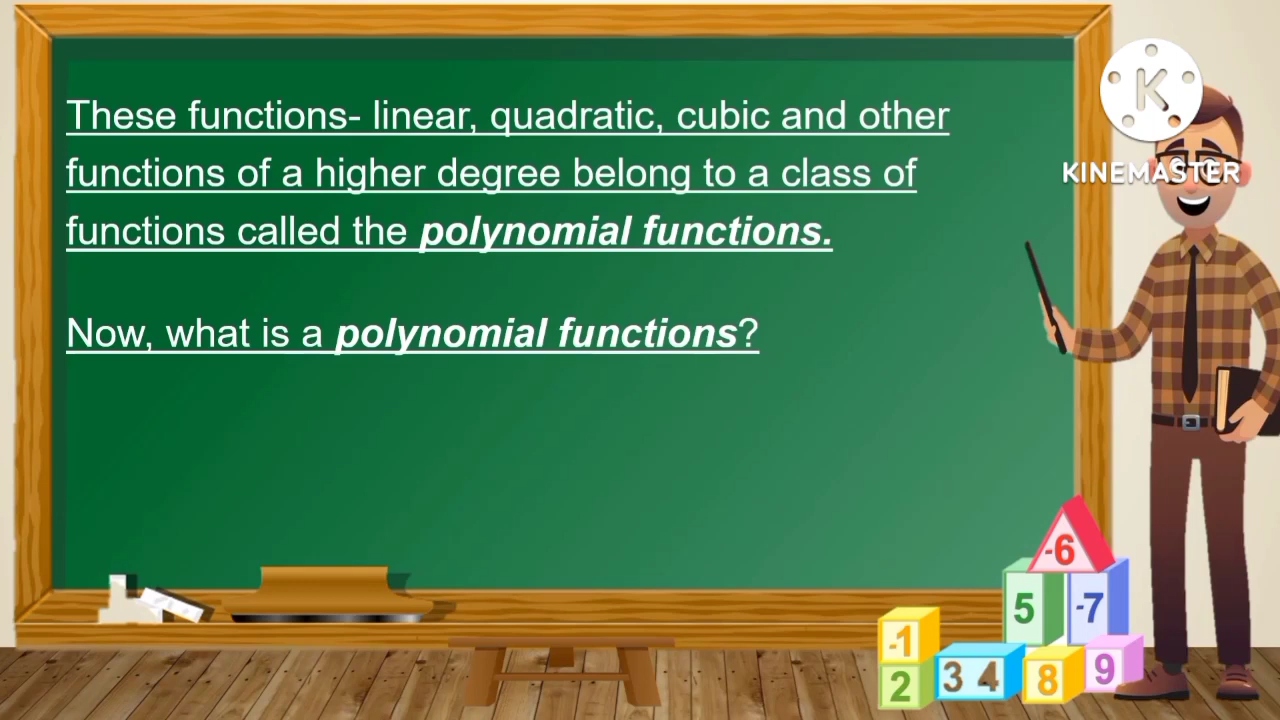 These functions- linear, quadratic, cubic and other
functions of a higher degree belong to a class of
functions called the polynomial functions.
Now, what is a polynomial functions?
K
KINEMASTER
-6
5 -7
-1
2 3 4 8 9